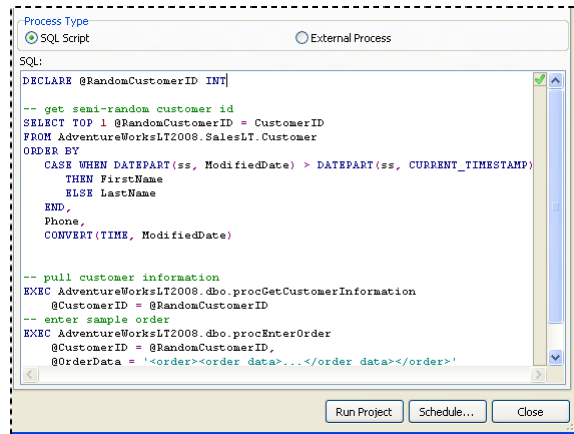 Process Type
SQL Script External Process
SQL:
DECLARE @RandomCustomerID INT
-- get semi-random customer id
SELECT TOP 1 @RandomCustomerID = CustomerID
FROM AdventureWorksLT2008.SalesLT.Customer
ORDER BY
CASE WHEN DATEPART(ss, ModifiedDate) > DATEPART(ss, CURRENT_TIMESTAMP)
THEN FirstName
ELSE LastName
END,
Phone,
CONVERT(TIME, ModifiedDate)
-- pull customer information
EXEC AdventureWorksLT2008.dbo.procGetCustomerInformation
@CustomerID = @RandomCustomerID
-- enter sample order
EXEC AdventureWorksLT2008.dbo.procEnterOrder
@CustomerID = @RandomCustomerID,
@OrderData = '<order><order data>...</order data></order>'
Run Project Schedule... Close